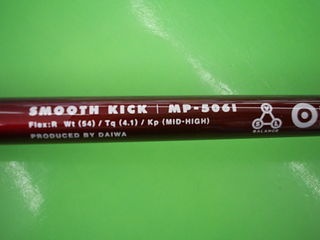 SMOOTH KICK | MP-506I
Flex:R Wt (54) / Tq (4.1) / Kp (MID-HIGH)
PRODUCED BY DAIWA
BALANCE